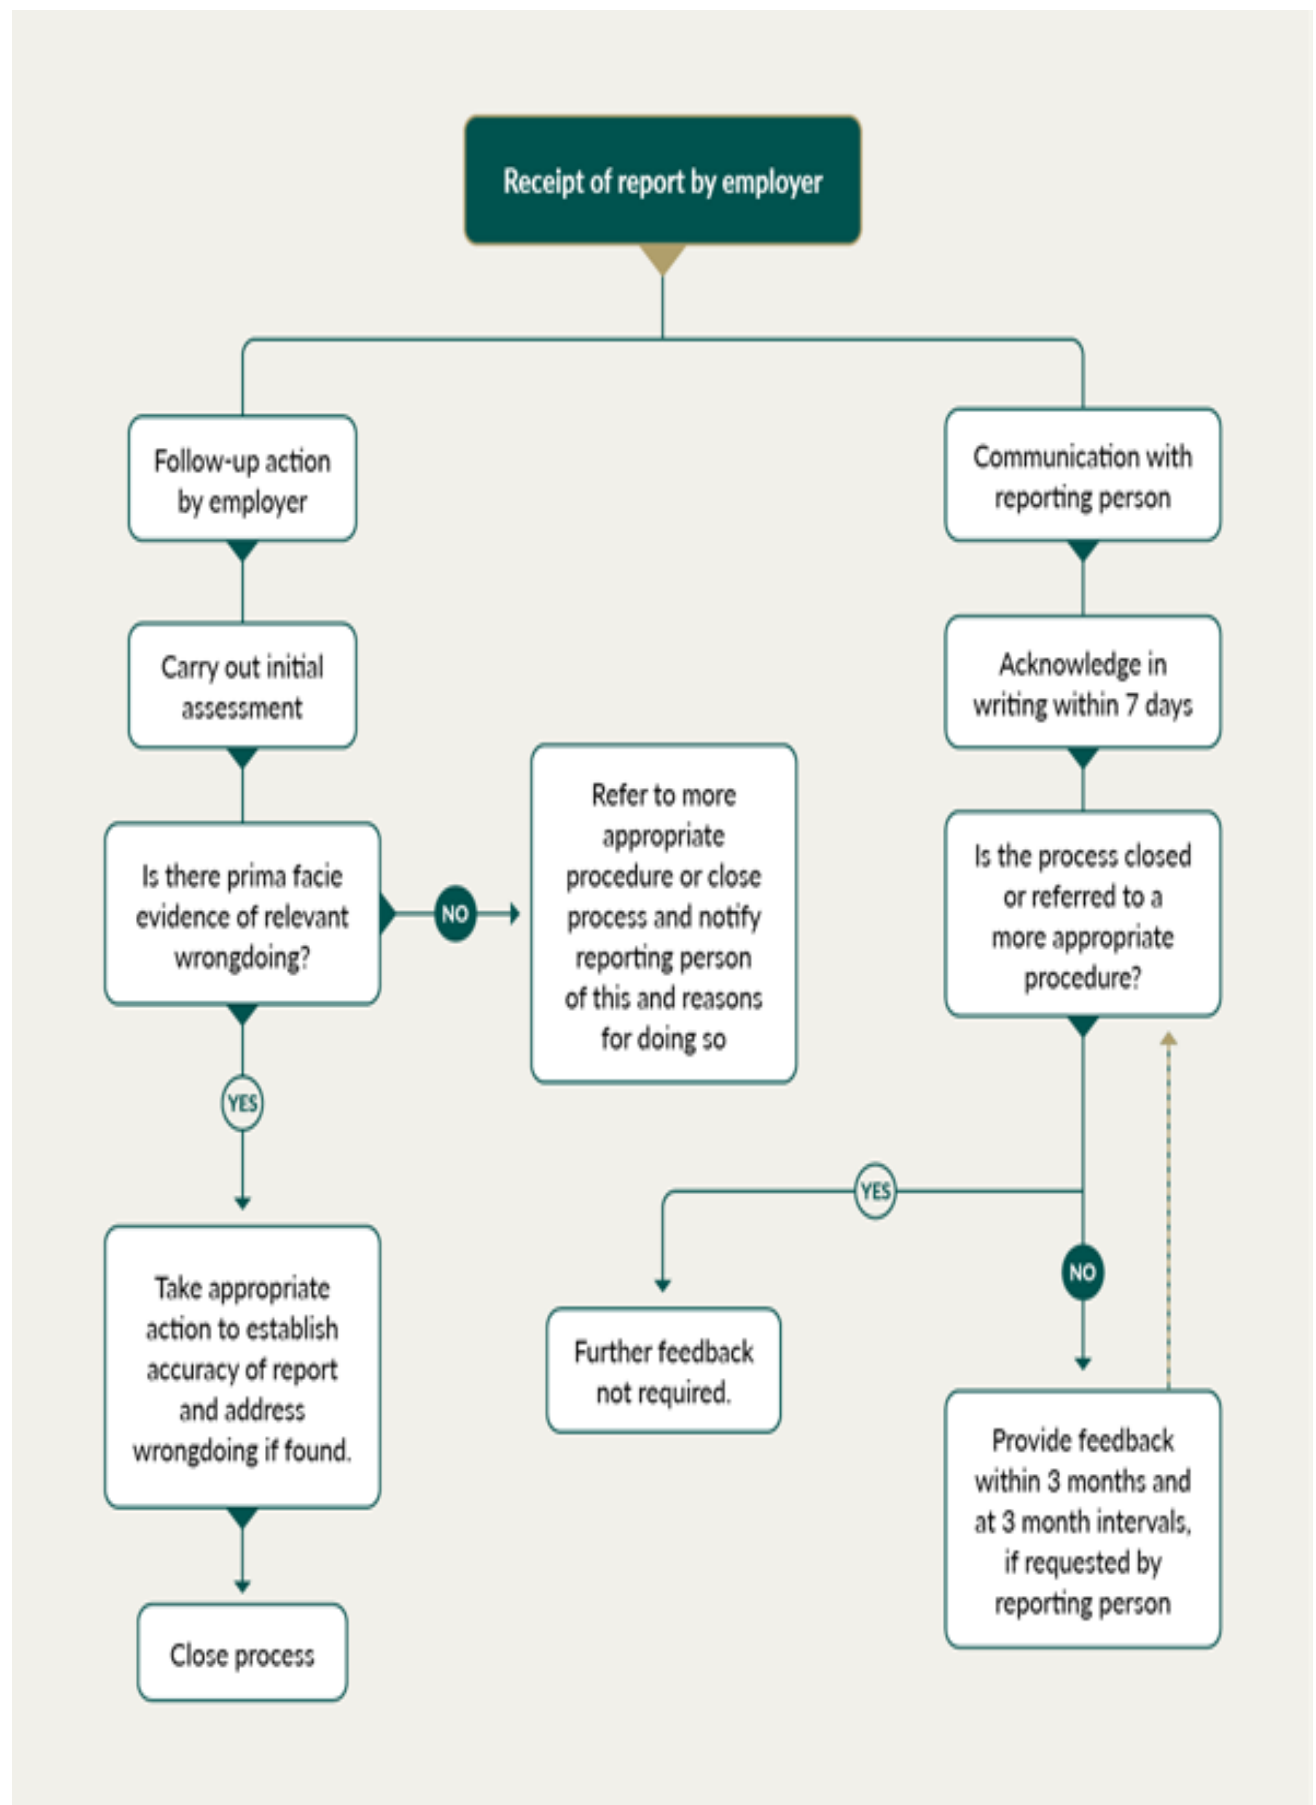 Receipt of report by employer
Follow-up action
by employer
Carry out initial
assessment
Is there prima facie
evidence of relevant
wrongdoing?
NO
Refer to more
appropriate
procedure or close
process and notify
reporting person
of this and reasons
for doing so
YES
Take appropriate
action to establish
accuracy of report
and address
wrongdoing if found.
Close process
Communication with
reporting person
Acknowledge in
writing within 7 days
Is the process closed
or referred to a
more appropriate
procedure?
YES
Further feedback
not required.
NO
Provide feedback
within 3 months and
at 3 month intervals,
if requested by
reporting person